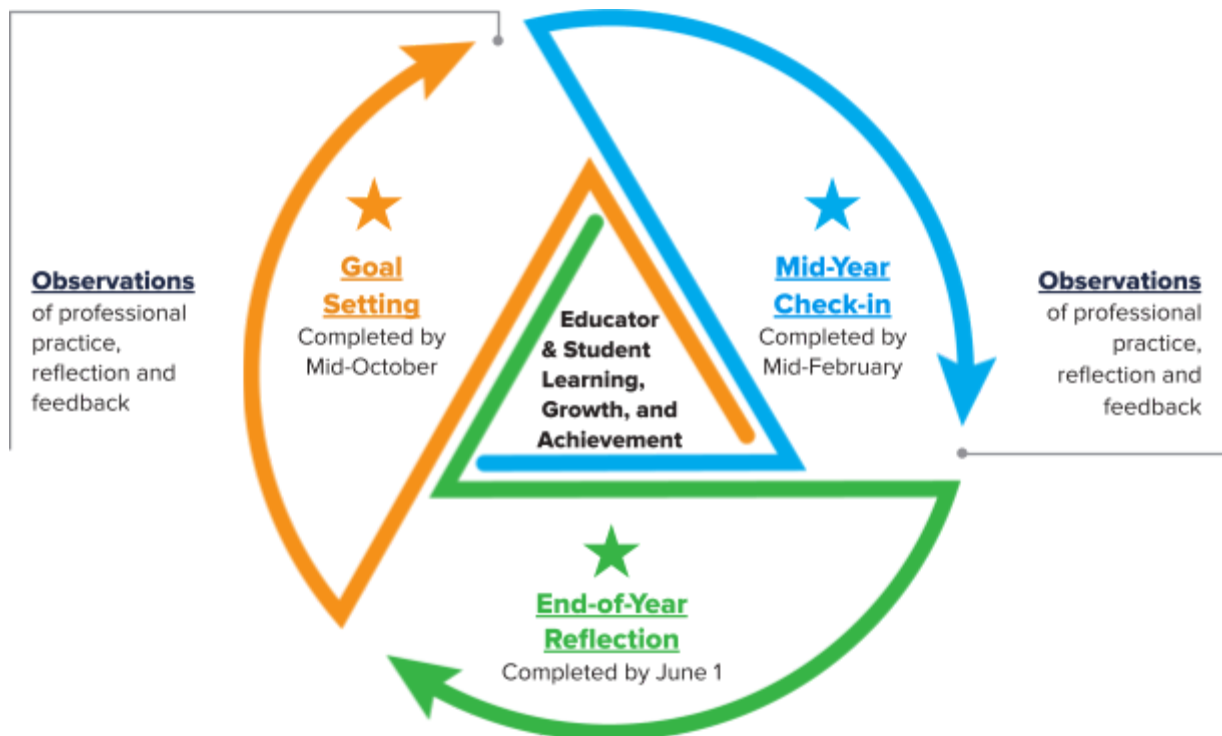 Observations
of professional
practice,
reflection and
feedback
Goal
Setting
Completed by
Mid-October
Educator
& Student
Learning,
Growth, and
Achievement
Mid-Year
Check-in
Completed by
Mid-February
Observations
of professional
practice,
reflection and
feedback
End-of-Year
Reflection
Completed by June 1